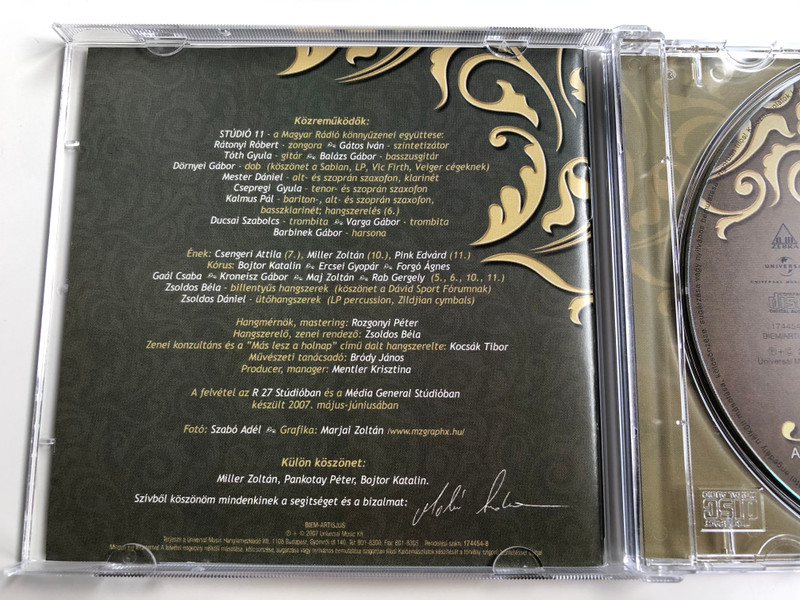 Közreműködők:
STÚDIÓ 11 - a Magyar Rádió könnyűzenei együttese:
Rátonyi Róbert - zongora Gátos Iván - szintetizátor
Tóth Gyula - gitár Balázs Gábor - basszusgitár
Dörnyei Gábor - dob (köszönet a Sabian, LP, Vic Firth, Velger cégeknek)
Mester Dániel - alt- és szoprán szaxofon, klarinét
Csepregi Gyula - tenor- és szoprán szaxofon
Kalmus Pál - bariton-, alt- és szoprán szaxofon,
basszklarinét; hangszerelés (6.)
Ducsai Szabolcs - trombita Varga Gábor - trombita
Barbinek Gábor - harsona
Ének: Csengeri Attila (7.), Miller Zoltán (10.), Pink Edvárd (11.)
Kórus: Bojtor Katalin Ercsei Gyopár Forgó Ágnes
Gaál Csaba Kroneisz Gábor Maj Zoltán Rab Gergely (5., 6., 10., 11.)
Zsoldos Béla - billentyűs hangszerek (köszönet a Dávid Sport Fórumnak)
Zsoldos Dániel - ütőhangszerek (LP percussion, Zildjian cymbals)
Hangmérnök, mastering: Rozgonyi Péter
Hangszerelő, zenei rendező: Zsoldos Béla
Zenei konzultáns és a "Más lesz a holnap" című dalt hangszerelte: Kocsák Tibor
Művészeti tanácsadó: Bródy János
Producer, manager: Mentler Krisztina
A felvétel az R 27 Stúdióban és a Média General Stúdióban
készült 2007. május-júniusában
Fotó: Szabó Adél Grafika: Marjai Zoltán /www.mzgraphx.hu/
Külön köszönet:
Miller Zoltán, Pankotay Péter, Bojtor Katalin.
Szívből köszönöm mindenkinek a segítséget és a bizalmat:
BIEM-ARTISJUS
℗ + © 2007 Universal Music Kft.
174454-8